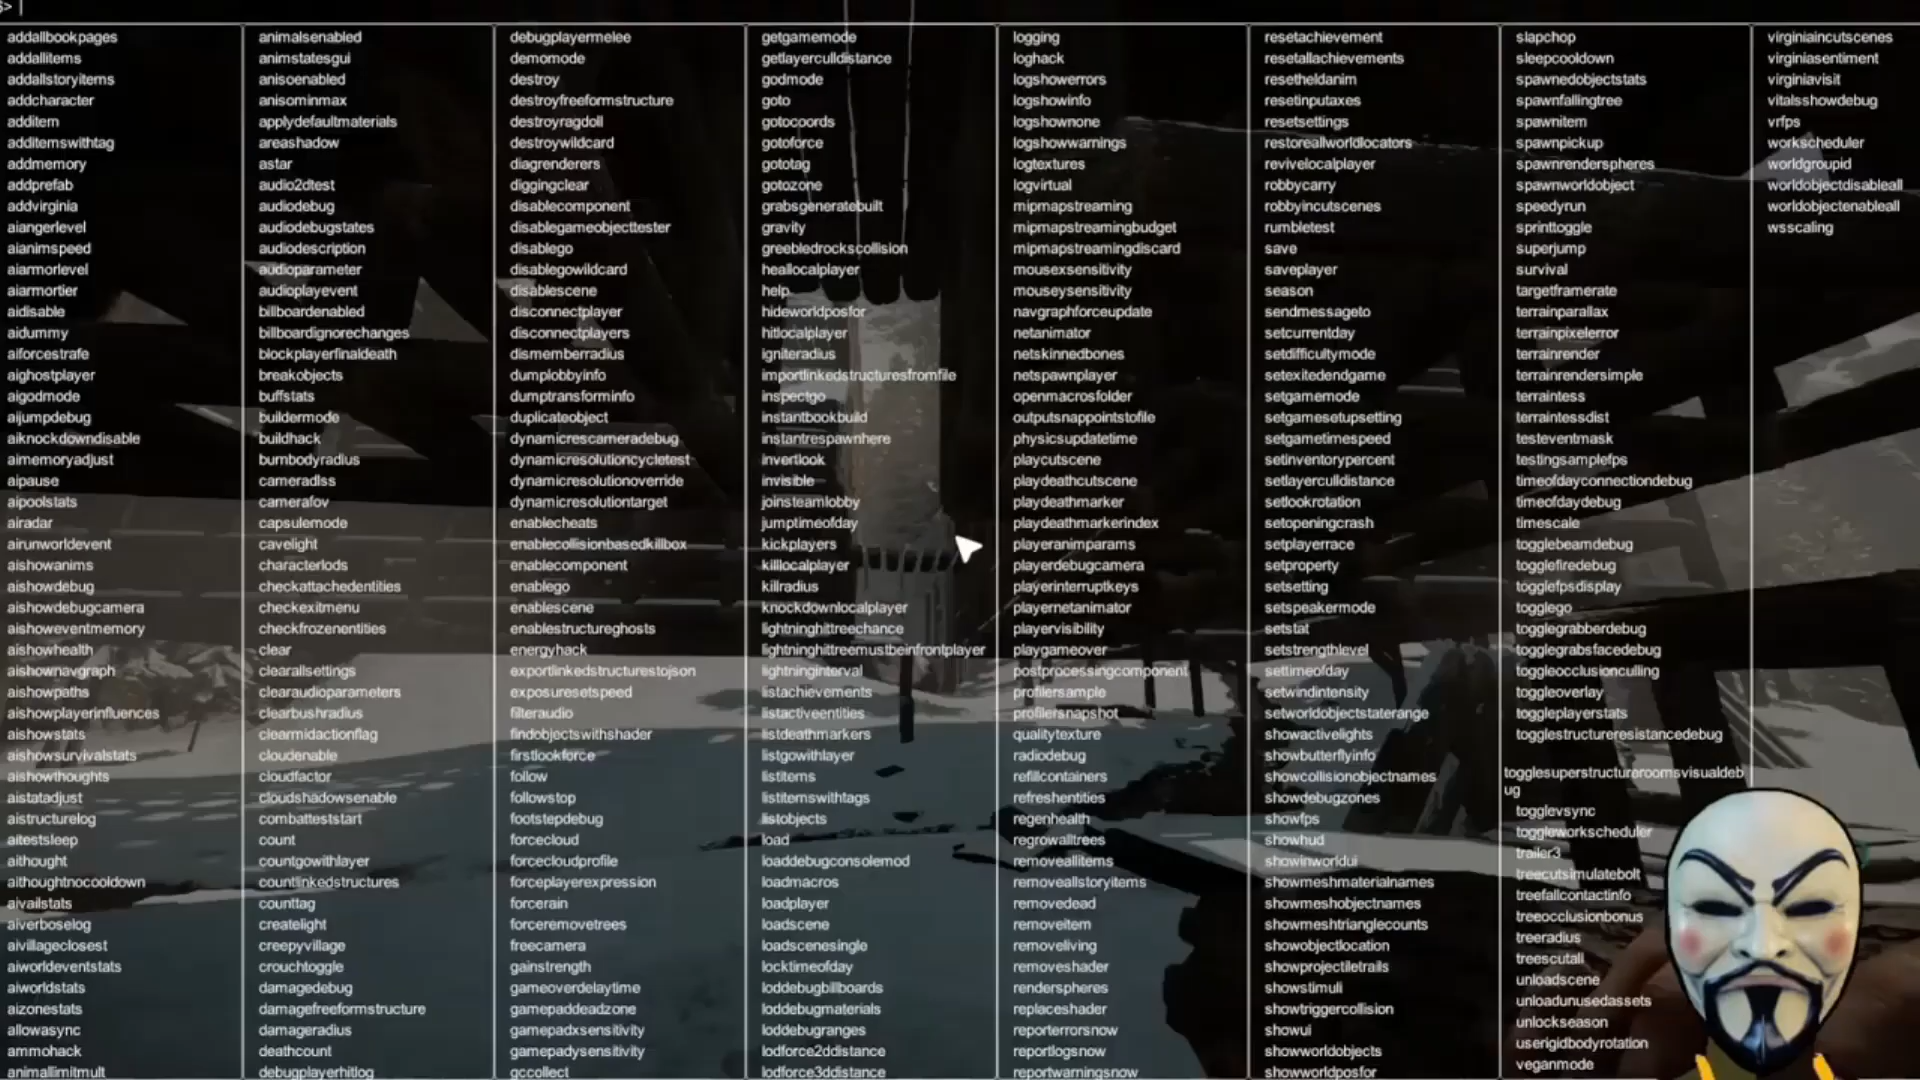 $>
addallbookpages
addallitems
addallstoryitems
addcharacter
additem
additemswithtag
addmemory
addprefab
addvirginia
aiangerlevel
aianimspeed
aiarmorlevel
aiarmortier
aidisable
aidummy
aiforcestrafe
aighostplayer
aigodmode
aijumpdebug
aiknockdowndisable
aimemoryadjust
aipause
aipoolstats
airadar
airunworldevent
aishowanims
aishowdebug
aishowdebugcamera
aishoweventmemory
aishowhealth
aishownavgraph
aishowpaths
aishowplayerinfluences
aishowstats
aishowsurvivalstats
aishowthoughts
aistatadjust
aistructurelog
aitestsleep
aithought
aithoughtnocooldown
aivailstats
aiverboselog
aivillageclosest
aiworldeventstats
aiworldstats
aizonestats
allowasync
ammohack
animallimitmult
animalsenabled
animstatesgui
anisoenabled
anisominmax
applydefaultmaterials
areashadow
astar
audio2dtest
audiodebug
audiodebugstates
audiodescription
audioparameter
audioplayevent
billboardenabled
billboardignorechanges
blockplayerfinaldeath
breakobjects
buffstats
buildermode
buildhack
burnbodyradius
cameradlss
camerafov
capsulemode
cavelight
characterlods
checkattachedentities
checkexitmenu
checkfrozenentities
clear
clearallsettings
clearaudioparameters
clearbushradius
clearmidactionflag
cloudenable
cloudfactor
cloudshadowsenable
combatteststart
count
countgowithlayer
countlinkedstructures
counttag
createlight
creepyvillage
crouchtoggle
damagedebug
damagefreeformstructure
damageradius
deathcount
debugplayerhitlog
debugplayermelee
demomode
destroy
destroyfreeformstructure
destroyragdoll
destroywildcard
diagrenderers
diggingclear
disablecomponent
disablegameobjecttester
disablego
disablegowildcard
disablescene
disconnectplayer
disconnectplayers
dismemberradius
dumplobbyinfo
dumptransforminfo
duplicateobject
dynamicrescameradebug
dynamicresolutioncycletest
dynamicresolutionoverride
dynamicresolutiontarget
enablecheats
enablecollisionbasedkillbox
enablecomponent
enablego
enablescene
enablestructureghosts
energyhack
exportlinkedstructurestojson
exposuresetspeed
filteraudio
findobjectswithshader
firstlookforce
follow
followstop
footstepdebug
forcecloud
forcecloudprofile
forceplayerexpression
forcerain
forceremovetrees
freecamera
gainstrength
gameoverdelaytime
gamepaddeadzone
gamepadxsensitivity
gamepadysensitivity
gccollect
getgamemode
getlayerculldistance
godmode
goto
gotocoords
gotoforce
gototag
gotozone
grabsgeneratebuilt
gravity
greebledrockscollision
heallocalplayer
help
hideworldposfor
hitlocalplayer
igniteradius
importlinkedstructuresfromfile
inspectgo
instantbookbuild
instantrespawnhere
invertlook
invisible
joinsteamlobby
jumptimeofday
kickplayers
killlocalplayer
killradius
knockdownlocalplayer
lightninghittreechance
lightninghittreemustbeinfrontplayer
lightninginterval
listachievements
listactiveentities
listdeathmarkers
listgowithlayer
listitems
listitemswithtags
listobjects
load
loaddebugconsolemod
loadmacros
loadplayer
loadscene
loadscenesingle
locktimeofday
loddebugbillboards
loddebugmaterials
loddebugranges
lodforce2ddistance
lodforce3ddistance
logging
loghack
logshowerrors
logshowinfo
logshownone
logshowwarnings
logtextures
logvirtual
mipmapstreaming
mipmapstreamingbudget
mipmapstreamingdiscard
mousexsensitivity
mouseysensitivity
navgraphforceupdate
netanimator
netskinnedbones
netspawnplayer
openmacrosfolder
outputsnappointstofile
physicsupdatetime
playcutscene
playdeathcutscene
playdeathmarker
playdeathmarkerindex
playeranimparams
playerdebugcamera
playerinterruptkeys
playernetanimator
playervisibility
playgameover
postprocessingcomponent
profilersample
profilersnapshot
qualitytexture
radiodebug
refillcontainers
refreshentities
regenhealth
regrowalltrees
removeallitems
removeallstoryitems
removedead
removeitem
removeliving
removeshader
renderspheres
replaceshader
reporterrorsnow
reportlogsnow
reportwarningsnow
resetachievement
resetallachievements
resetheldanim
resetinputaxes
resetsettings
restoreallworldlocators
revivelocalplayer
robbycarry
robbyincutscenes
rumbletest
save
saveplayer
season
sendmessageto
setcurrentday
setdifficultymode
setexitedendgame
setgamemode
setgamesetupsetting
setgametimespeed
setinventorypercent
setlayerculldistance
setlookrotation
setopeningcrash
setplayerrace
setproperty
setsetting
setspeakermode
setstat
setstrengthlevel
settimeofday
setwindintensity
setworldobjectstaterange
showactivelights
showbutterflyinfo
showcollisionobjectnames
showdebugzones
showfps
showhud
showinworldui
showmeshmaterialnames
showmeshobjectnames
showmeshtrianglecounts
showobjectlocation
showprojectiletrails
showstimuli
showtriggercollision
showui
showworldobjects
showworldposfor
slapchop
sleepcooldown
spawnedobjectstats
spawnfallingtree
spawnitem
spawnpickup
spawnrenderspheres
spawnworldobject
speedyrun
sprinttoggle
superjump
survival
targetframerate
terrainparallax
terrainpixelerror
terrainrender
terrainrendersimple
terraintess
terraintessdist
testeventmask
testingsamplefps
timeofdayconnectiondebug
timeofdaydebug
timescale
togglebeamdebug
togglefiredebug
togglefpsdisplay
togglego
togglegrabberdebug
togglegrabsfacedebug
toggleocclusionculling
toggleoverlay
toggleplayerstats
togglestructureresistancedebug
togglesuperstructureroomsvisualdeb
ug
togglevsync
toggleworkscheduler
trailer3
treecutsimulatebolt
treefallcontactinfo
treeocclusionbonus
treeradius
treescutall
unloadscene
unloadunusedassets
unlockseason
userigidbodyrotation
veganmode
virginiaincutscenes
virginiasentiment
virginiavisit
vitalsshowdebug
vrfps
workscheduler
worldgroupid
worldobjectdisableall
worldobjectenableall
wsscaling